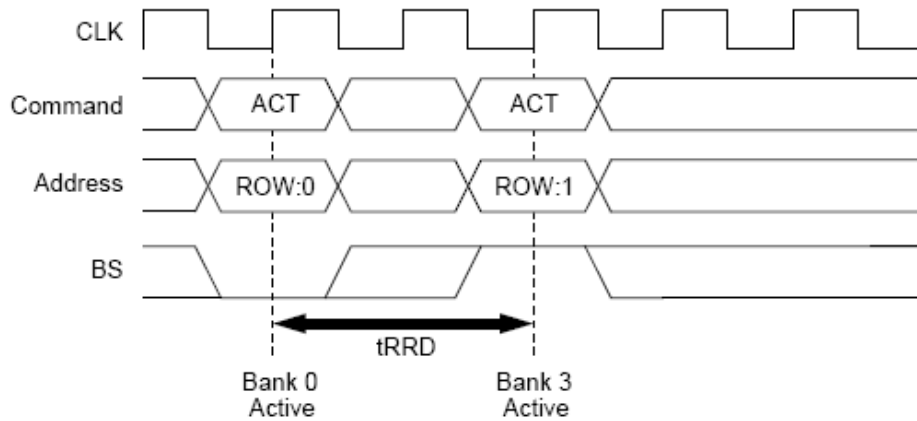 CLK
Command
ACT
ACT
Address
ROW:0
ROW:1
BS
tRRD
Bank 0
Active
Bank 3
Active